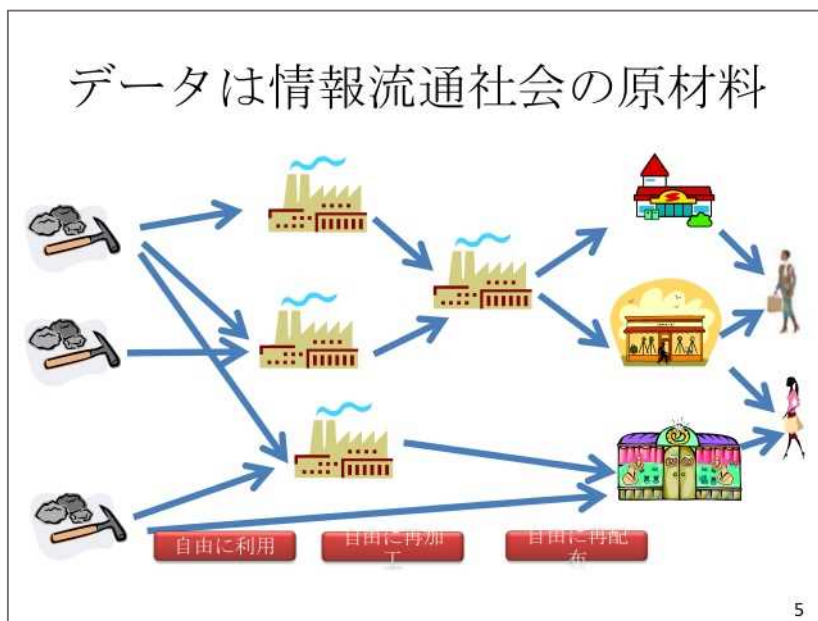 データは情報流通社会の原材料
自由に利用
自由に再加
工
自由に再配
布
5